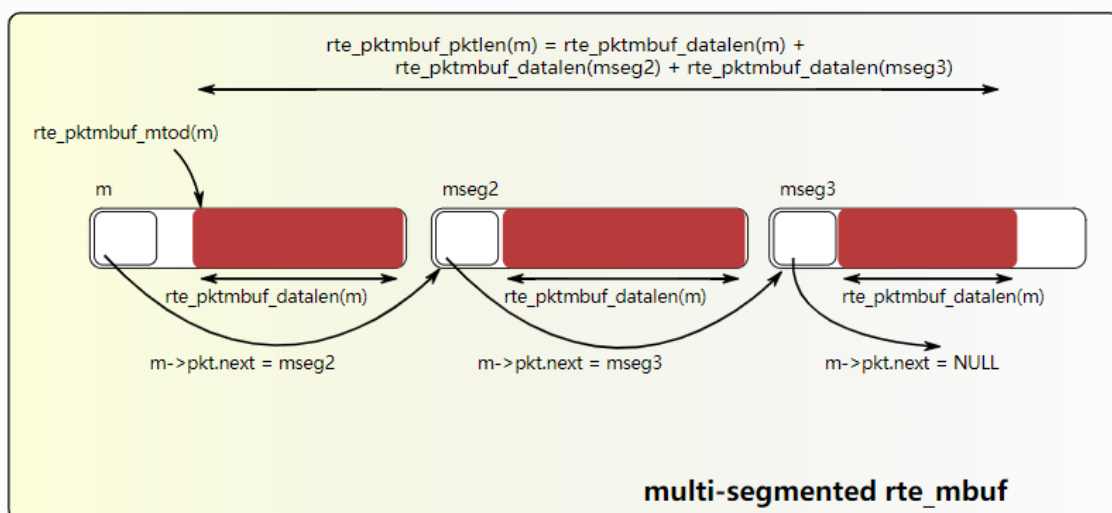 rte_pktmbuf_pktlen(m) = rte_pktmbuf_datalen(m) +
rte_pktmbuf_datalen(mseg2) + rte_pktmbuf_datalen(mseg3)
rte_pktmbuf_mtod(m)
m
mseg2
mseg3
rte_pktmbuf_datalen(m)
rte_pktmbuf_datalen(m)
rte_pktmbuf_datalen(m)
m->pkt.next = mseg2
m->pkt.next = mseg3
m->pkt.next = NULL
multi-segmented rte_mbuf